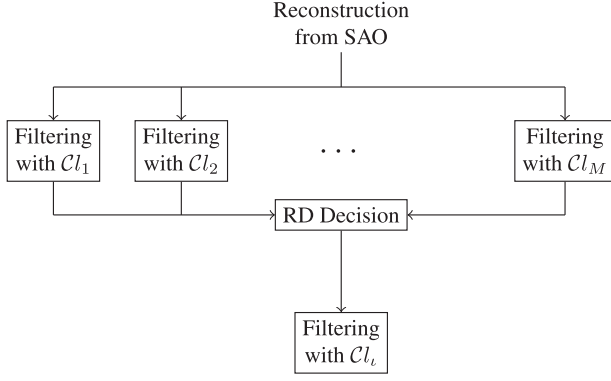 Reconstruction
from SAO
Filtering
with 𝒞l₁
Filtering
with 𝒞l₂
. . .
Filtering
with 𝒞l_M
RD Decision
Filtering
with 𝒞l_ι